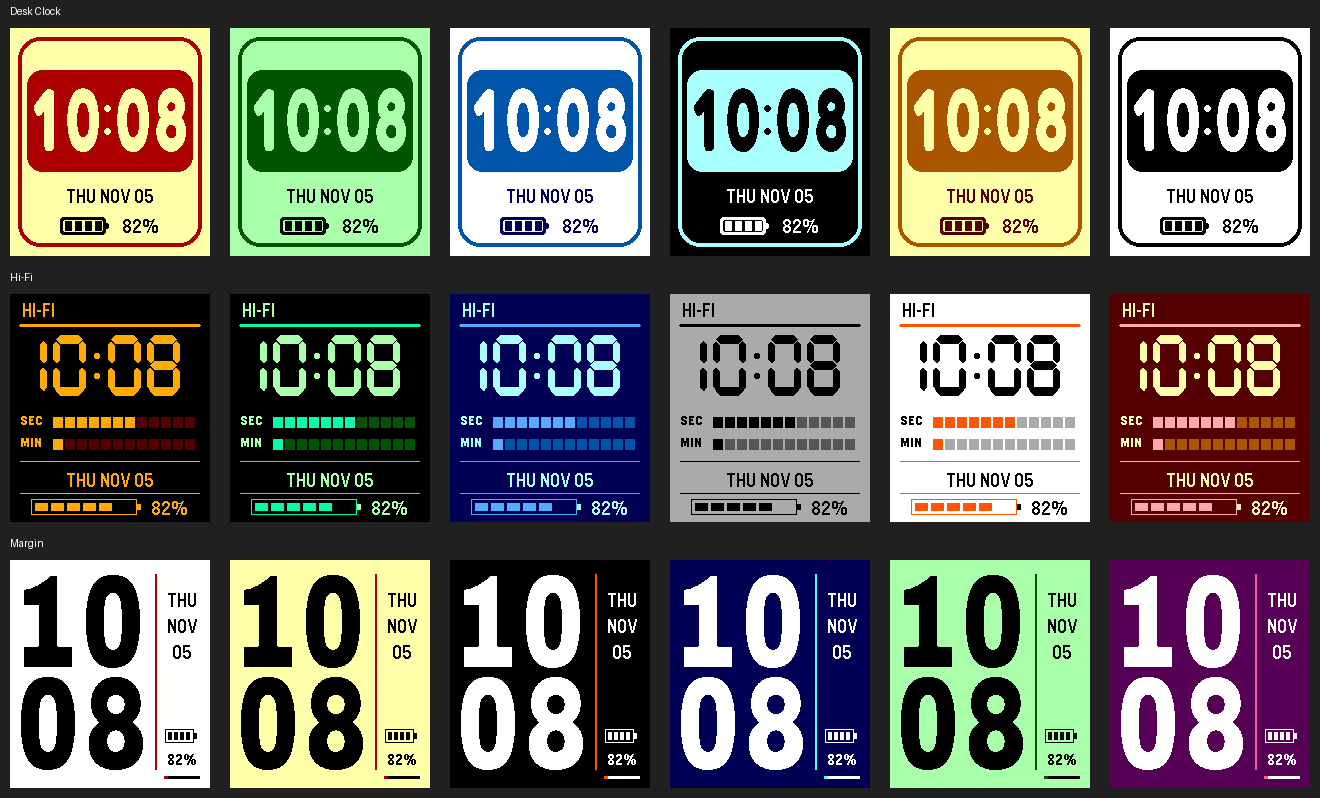 Desk Clock
10:08 10:08 10:08 10:08 10:08 10:08
THU NOV 05 THU NOV 05 THU NOV 05 THU NOV 05 THU NOV 05 THU NOV 05
82% 82% 82% 82% 82% 82%
Hi-Fi
HI-FI HI-FI HI-FI HI-FI HI-FI HI-FI
10:08 10:08 10:08 10:08 10:08 10:08
SEC SEC SEC SEC SEC SEC
MIN MIN MIN MIN MIN MIN
THU NOV 05 THU NOV 05 THU NOV 05 THU NOV 05 THU NOV 05 THU NOV 05
82% 82% 82% 82% 82% 82%
Margin
10
08
THU
NOV
05
82%
10
08
THU
NOV
05
82%
10
08
THU
NOV
05
82%
10
08
THU
NOV
05
82%
10
08
THU
NOV
05
82%
10
08
THU
NOV
05
82%